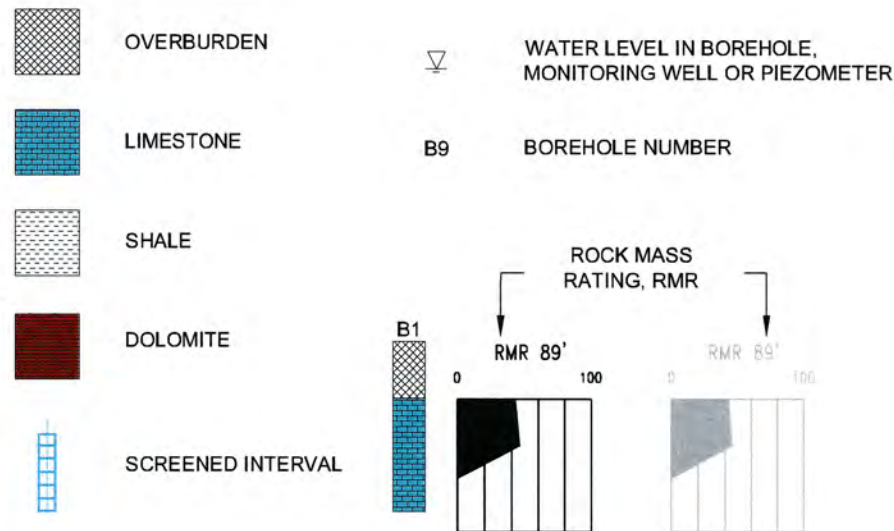 OVERBURDEN
LIMESTONE
SHALE
DOLOMITE
SCREENED INTERVAL
WATER LEVEL IN BOREHOLE,
MONITORING WELL OR PIEZOMETER
B9
BOREHOLE NUMBER
ROCK MASS
RATING, RMR
B1
RMR 89'
0 100
RMR 89'
0 100